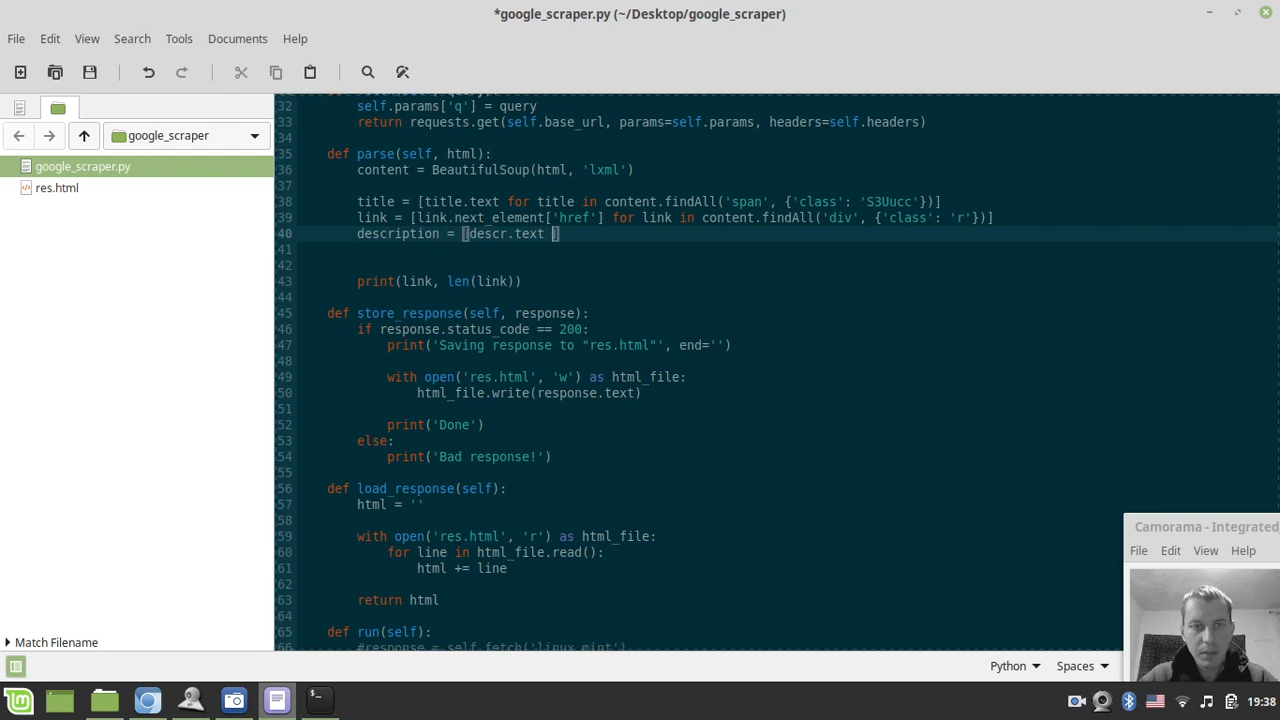 *google_scraper.py (~/Desktop/google_scraper)
File Edit View Search Tools Documents Help
google_scraper
google_scraper.py
res.html
Match Filename
32 self.params['q'] = query
33 return requests.get(self.base_url, params=self.params, headers=self.headers)
34
35 def parse(self, html):
36 content = BeautifulSoup(html, 'lxml')
37
38 title = [title.text for title in content.findAll('span', {'class': 'S3Uucc'})]
39 link = [link.next_element['href'] for link in content.findAll('div', {'class': 'r'})]
40 description = [descr.text ]
41
42
43 print(link, len(link))
44
45 def store_response(self, response):
46 if response.status_code == 200:
47 print('Saving response to "res.html"', end='')
48
49 with open('res.html', 'w') as html_file:
50 html_file.write(response.text)
51
52 print('Done')
53 else:
54 print('Bad response!')
55
56 def load_response(self):
57 html = ''
58
59 with open('res.html', 'r') as html_file:
60 for line in html_file.read():
61 html += line
62
63 return html
64
65 def run(self):
66 #response = self.fetch('linux mint')
Camorama - Integrated
File Edit View Help
Python Spaces
19:38